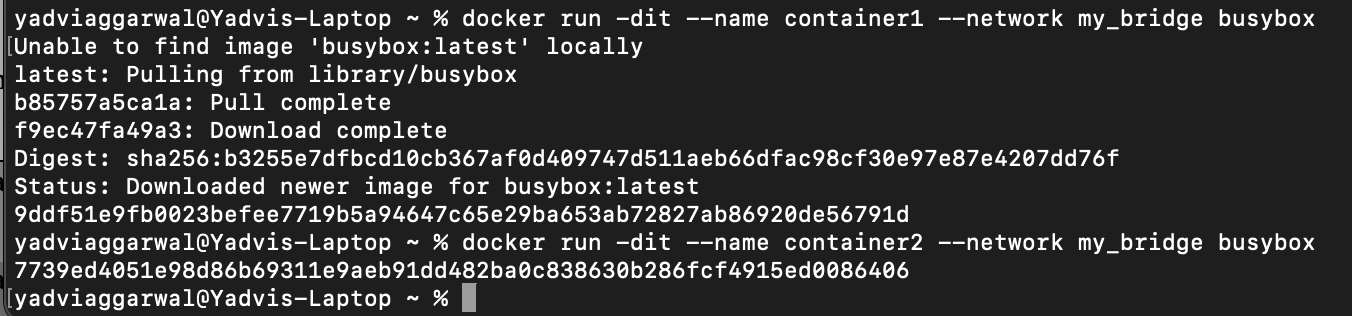 yadviaggarwal@Yadvis-Laptop ~ % docker run -dit --name container1 --network my_bridge busybox
[Unable to find image 'busybox:latest' locally
latest: Pulling from library/busybox
b85757a5ca1a: Pull complete
f9ec47fa49a3: Download complete
Digest: sha256:b3255e7dfbcd10cb367af0d409747d511aeb66dfac98cf30e97e87e4207dd76f
Status: Downloaded newer image for busybox:latest
9ddf51e9fb0023befee7719b5a94647c65e29ba653ab72827ab86920de56791d
yadviaggarwal@Yadvis-Laptop ~ % docker run -dit --name container2 --network my_bridge busybox
7739ed4051e98d86b69311e9aeb91dd482ba0c838630b286fcf4915ed0086406
[yadviaggarwal@Yadvis-Laptop ~ %